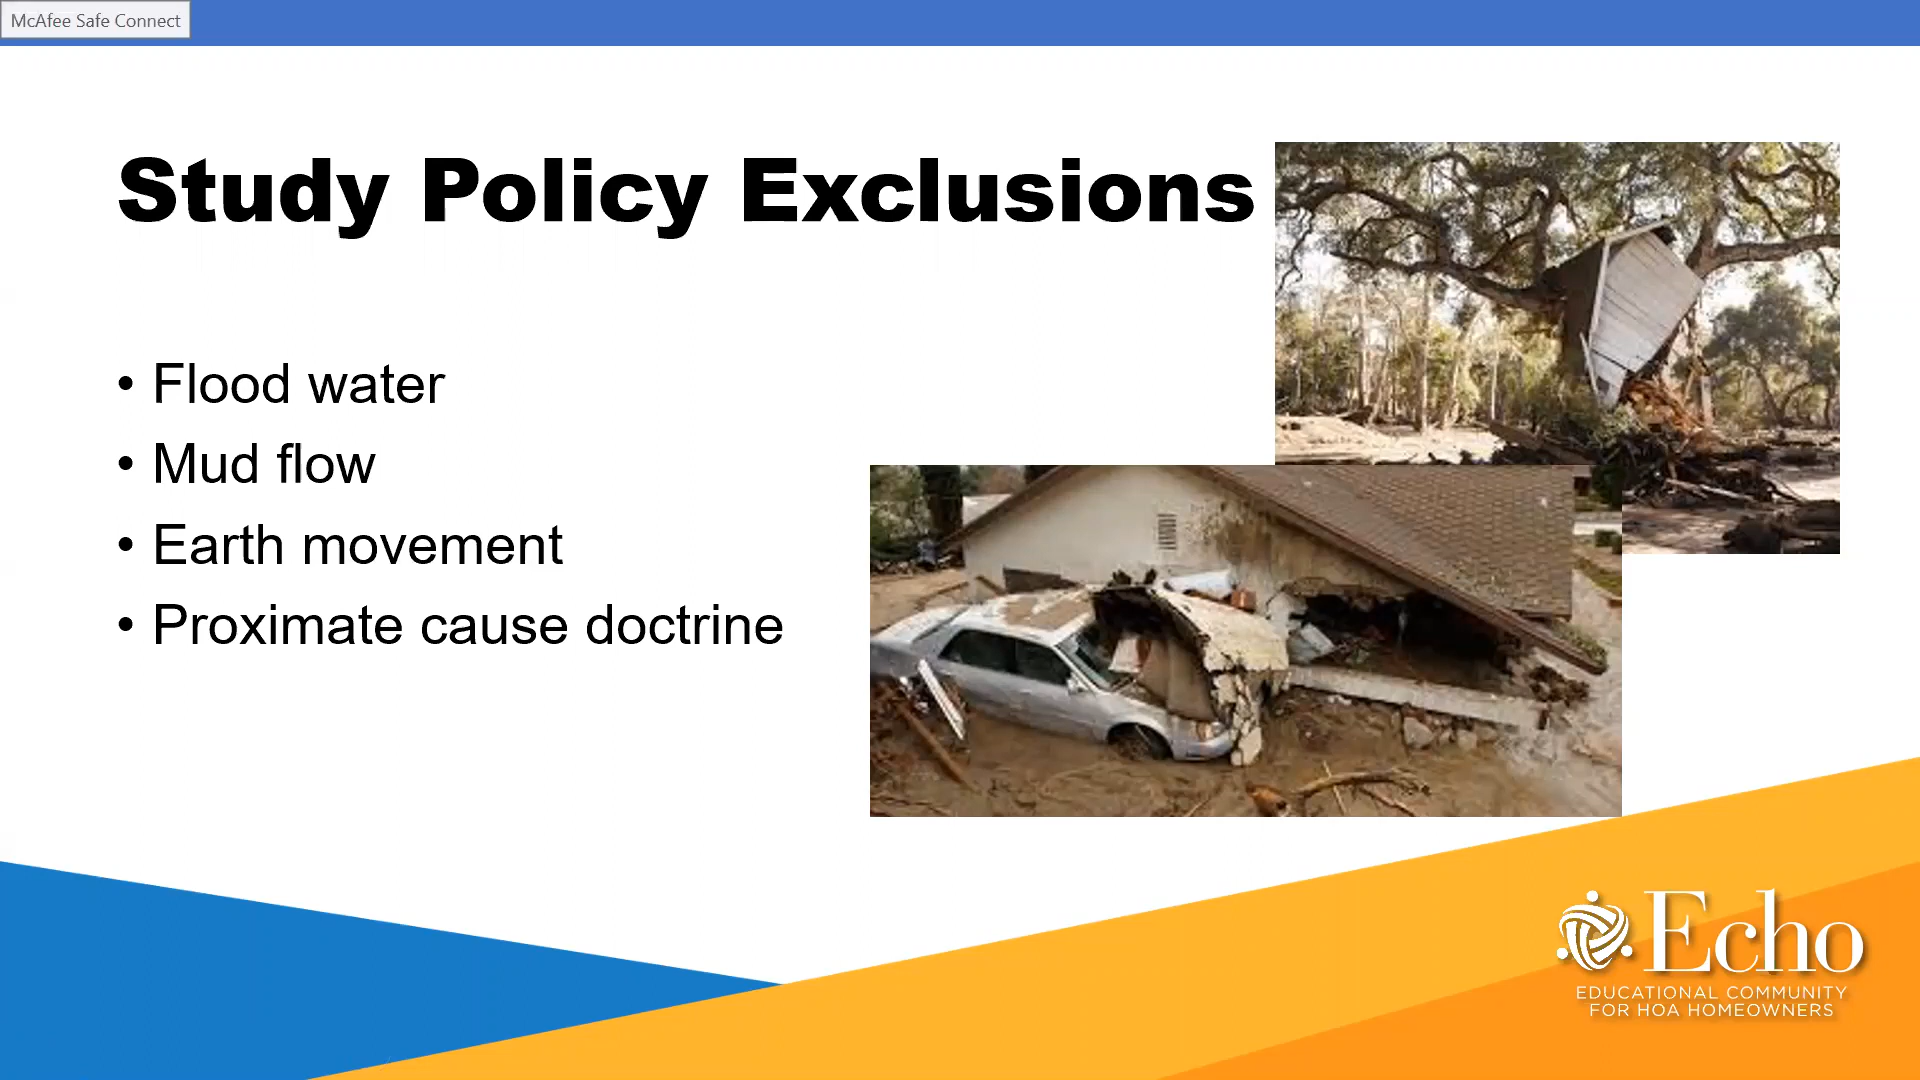 McAfee Safe Connect
Study Policy Exclusions
• Flood water
• Mud flow
• Earth movement
• Proximate cause doctrine
Echo
EDUCATIONAL COMMUNITY
FOR HOA HOMEOWNERS